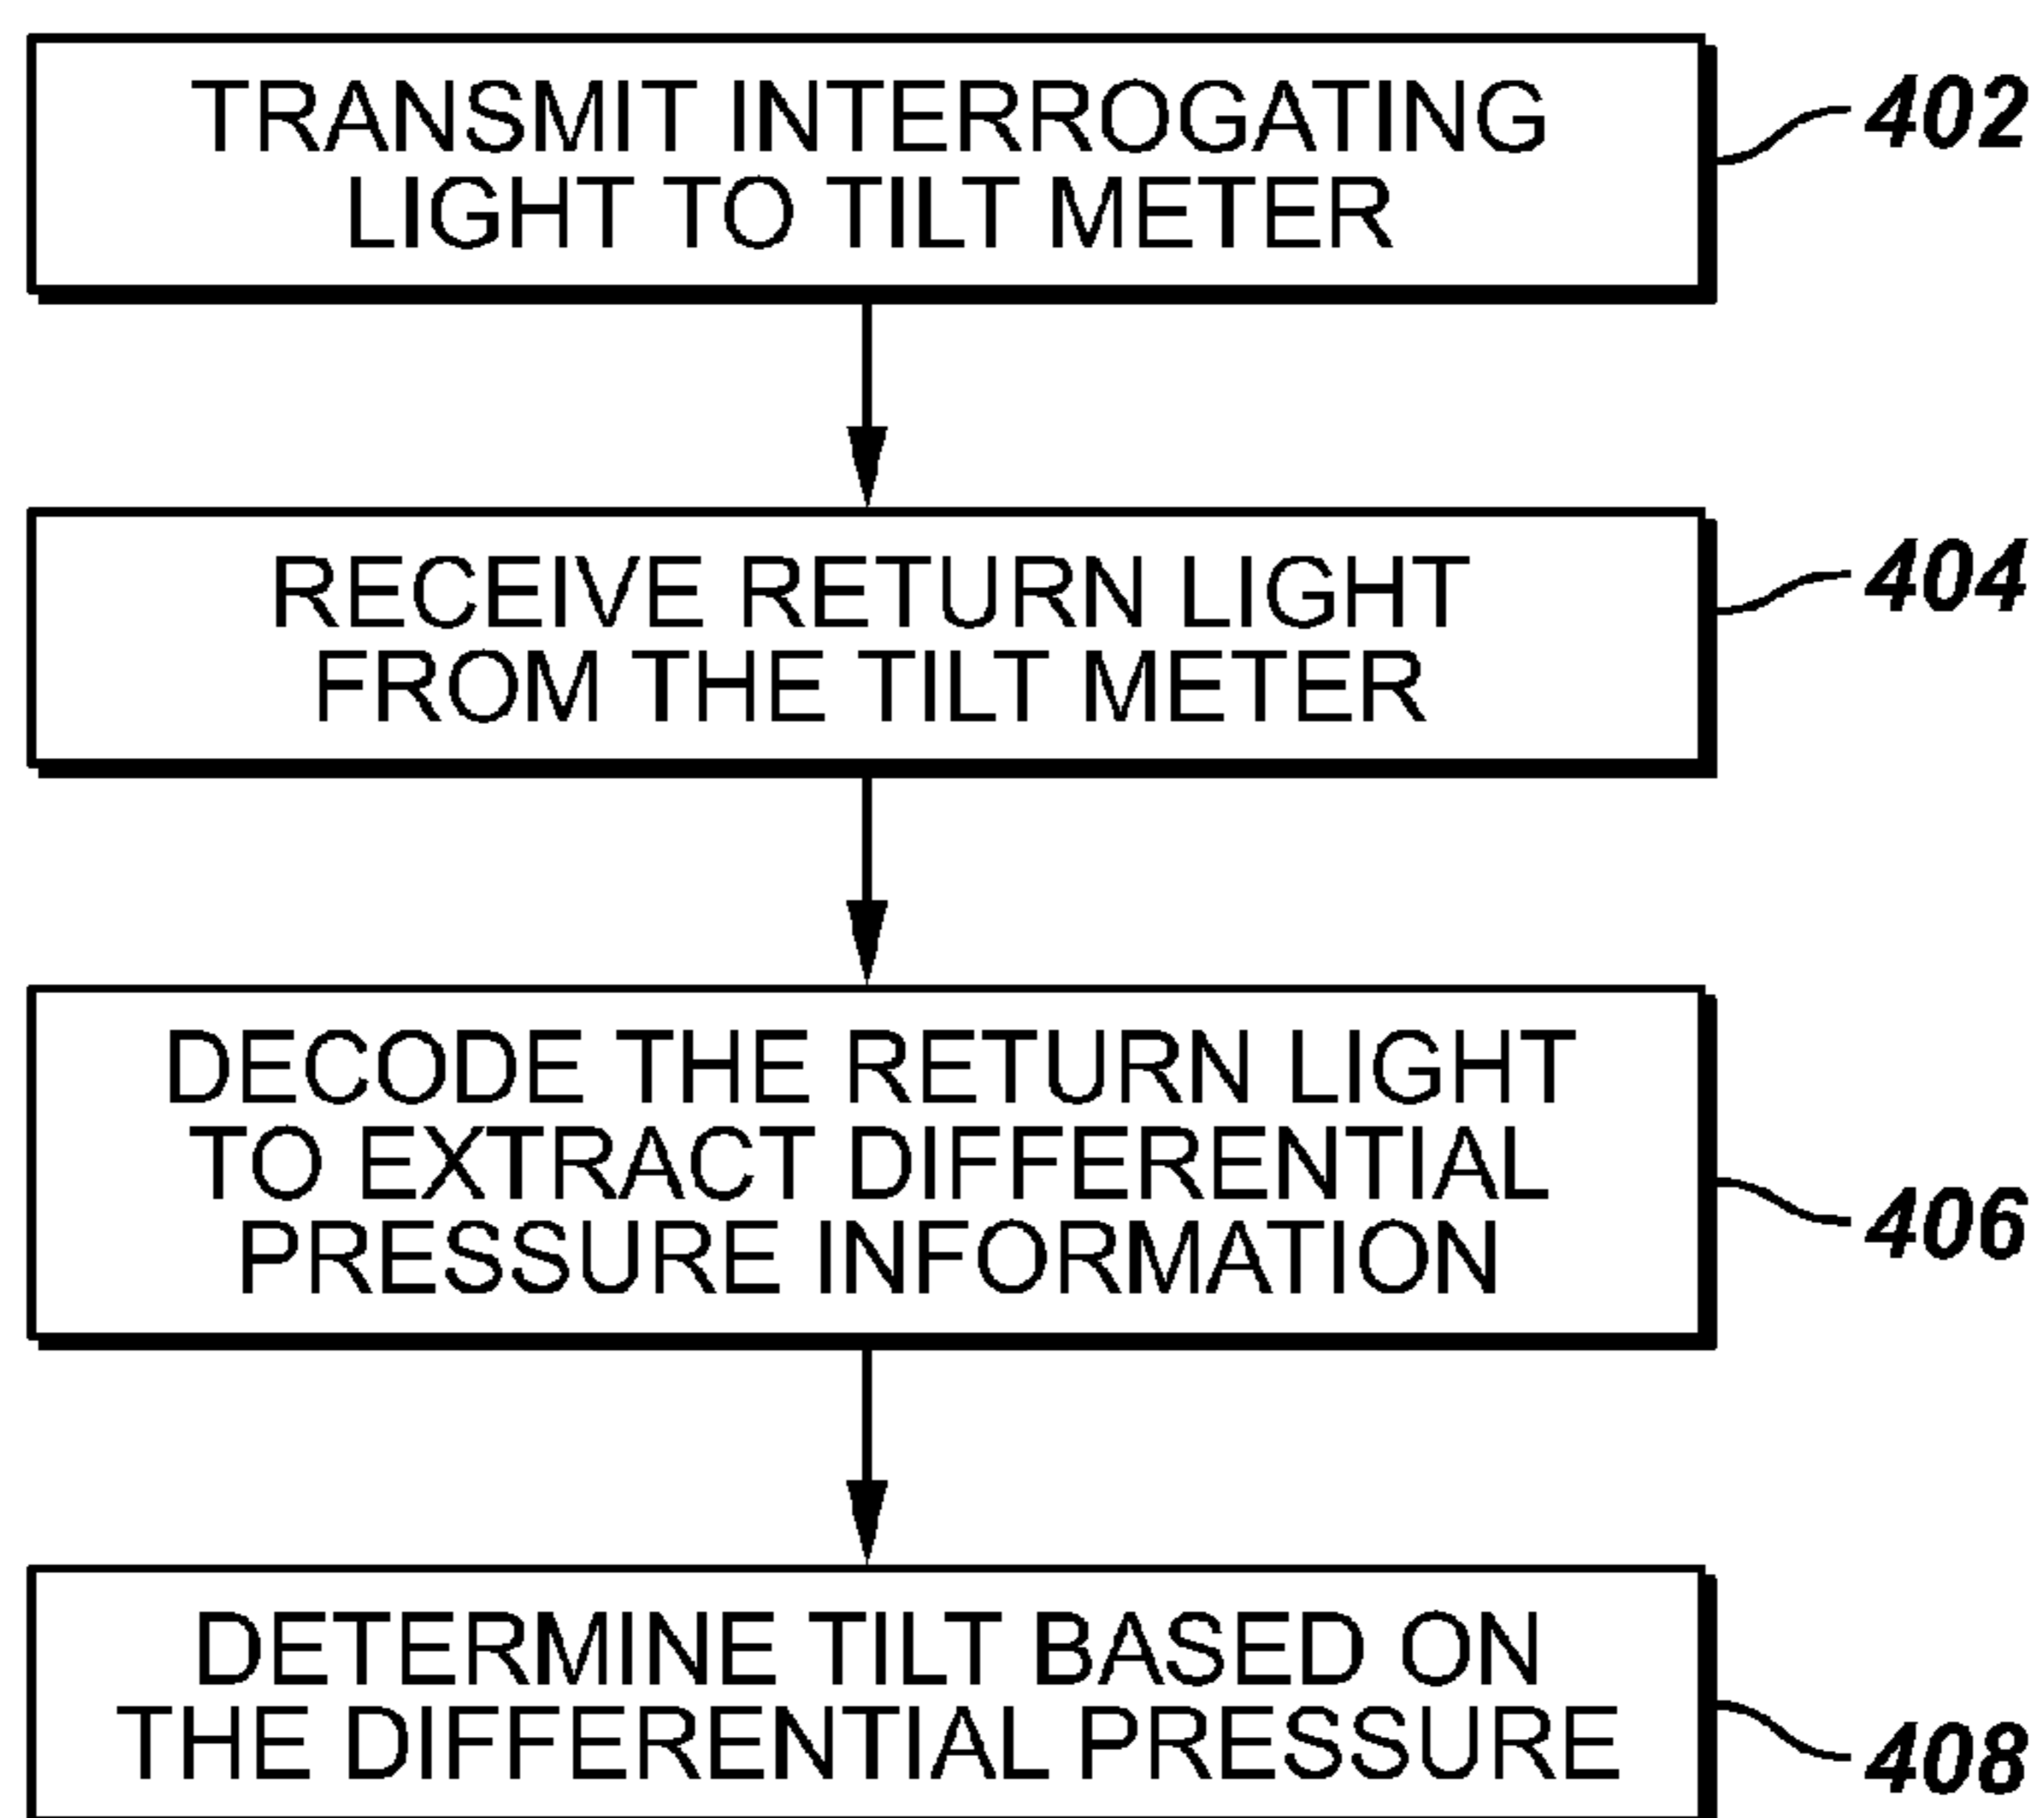 TRANSMIT INTERROGATING
LIGHT TO TILT METER
402
RECEIVE RETURN LIGHT
FROM THE TILT METER
404
DECODE THE RETURN LIGHT
TO EXTRACT DIFFERENTIAL
PRESSURE INFORMATION
406
DETERMINE TILT BASED ON
THE DIFFERENTIAL PRESSURE
408